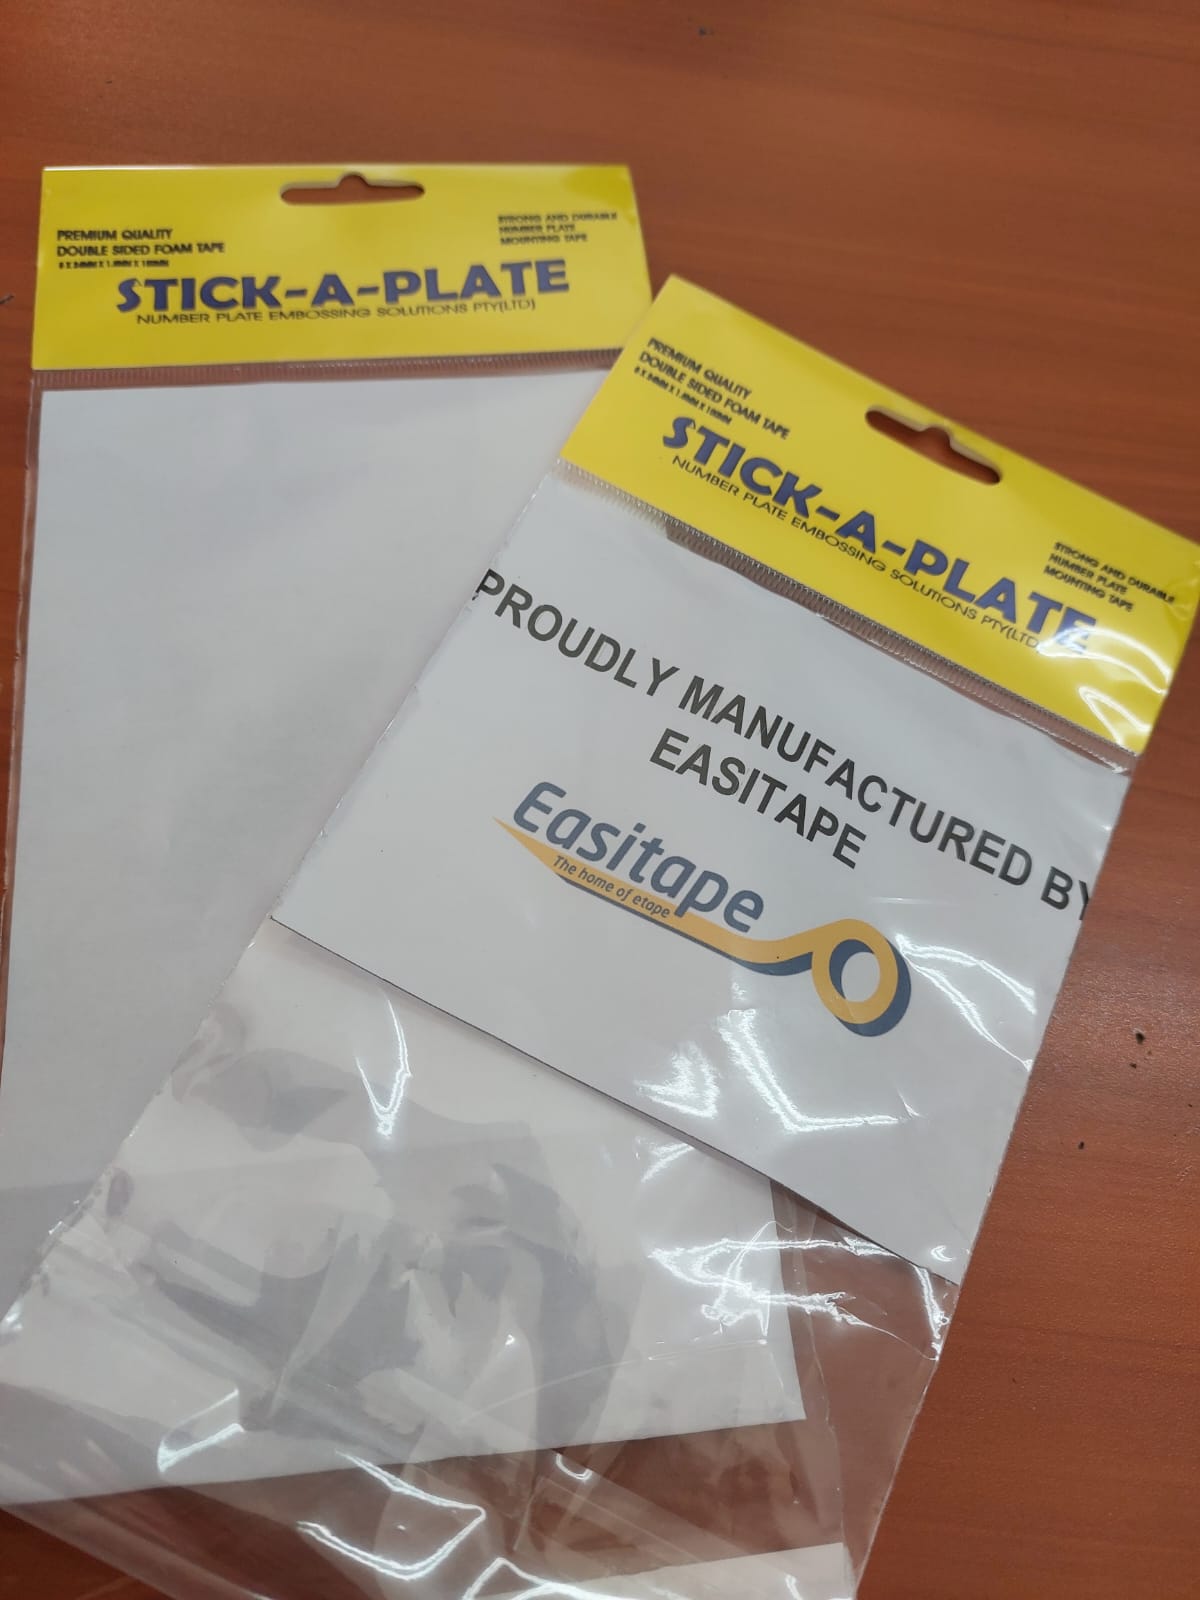 PREMIUM QUALITY
DOUBLE SIDED FOAM TAPE
STRONG AND DURABLE
NUMBER PLATE
MOUNTING TAPE
STICK-A-PLATE
NUMBER PLATE EMBOSSING SOLUTIONS PTY(LTD)
PREMIUM QUALITY
DOUBLE SIDED FOAM TAPE
STICK-A-PLATE
NUMBER PLATE EMBOSSING SOLUTIONS PTY(LTD)
STRONG AND DURABLE
NUMBER PLATE
MOUNTING TAPE
PROUDLY MANUFACTURED BY
EASITAPE
Easitape
The home of etape